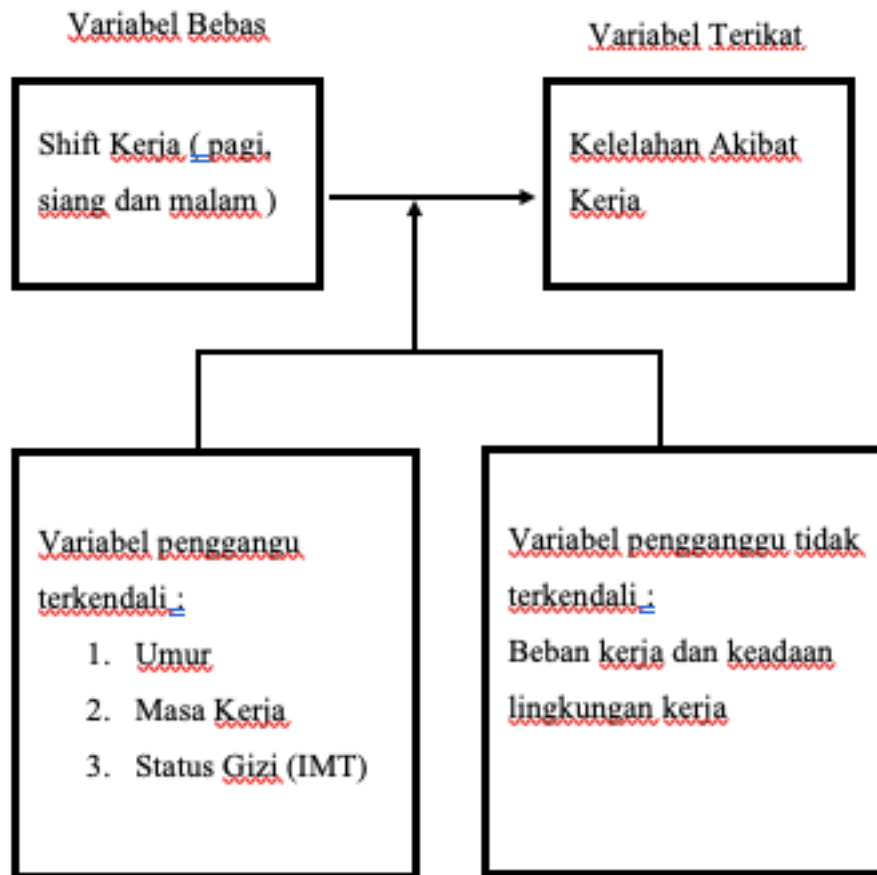 Variabel Bebas
Variabel Terikat
Shift Kerja ( pagi,
siang dan malam )
Kelelahan Akibat
Kerja
Variabel penggangu
terkendali :
1. Umur
2. Masa Kerja
3. Status Gizi (IMT)
Variabel pengganggu tidak
terkendali :
Beban kerja dan keadaan
lingkungan kerja